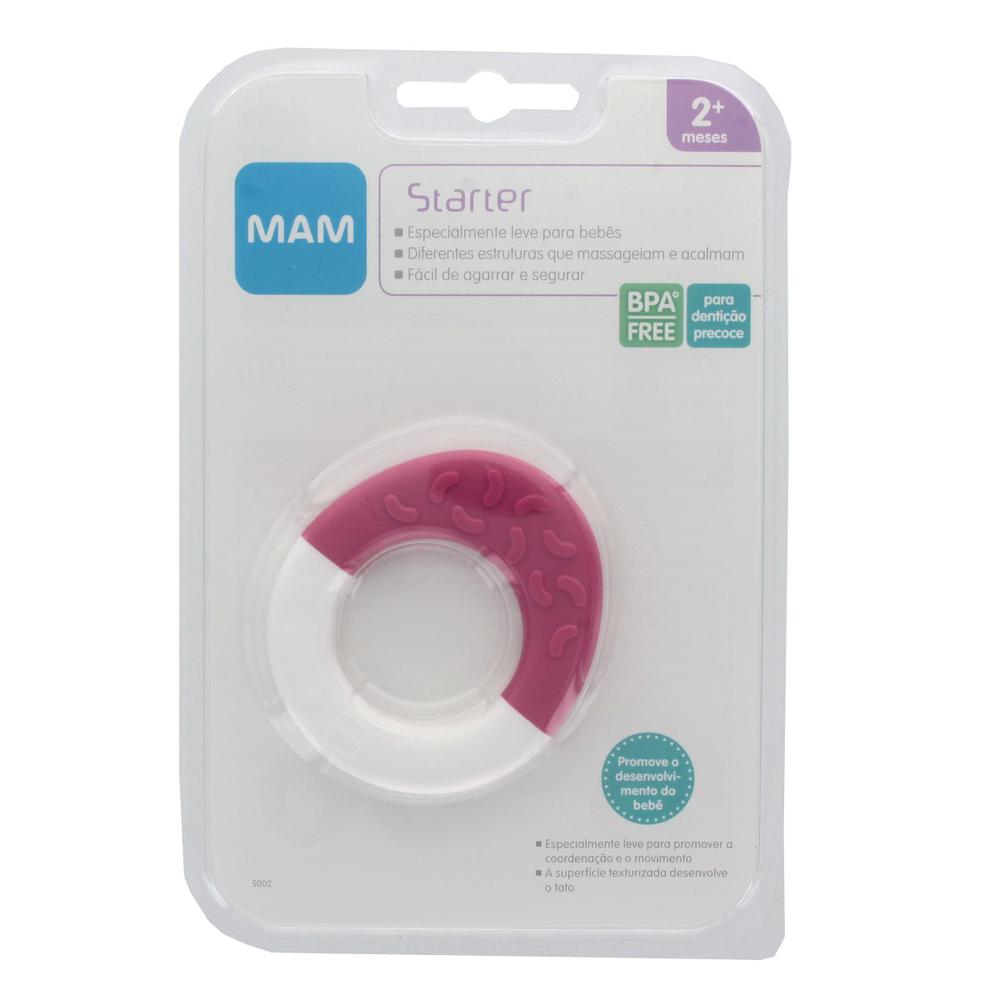 2+
meses
MAM
Starter
Especialmente leve para bebês
Diferentes estruturas que massageiam e acalmam
Fácil de agarrar e segurar
BPA°
FREE
para
dentição
precoce
Promove o
desenvolvi-
mento do
bebê
Especialmente leve para promover a
coordenação e o movimento
A superfície texturizada desenvolve
o tato
5002